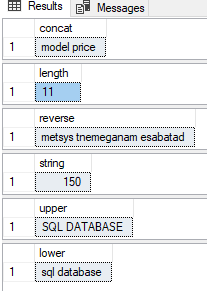 Results Messages
concat
1 model price
length
1 11
reverse
1 metsys tnemeganam esabatad
string
1 150
upper
1 SQL DATABASE
lower
1 sql database